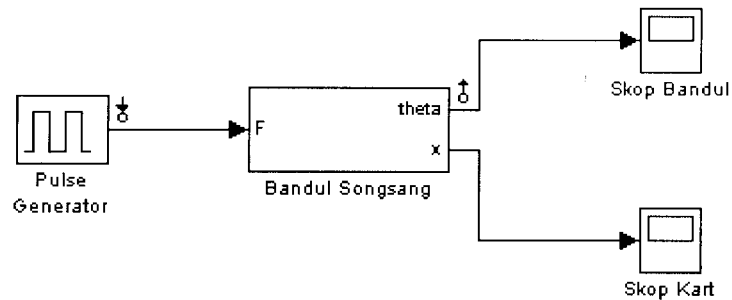 Pulse
Generator
F
theta
x
Bandul Songsang
Skop Bandul
Skop Kart